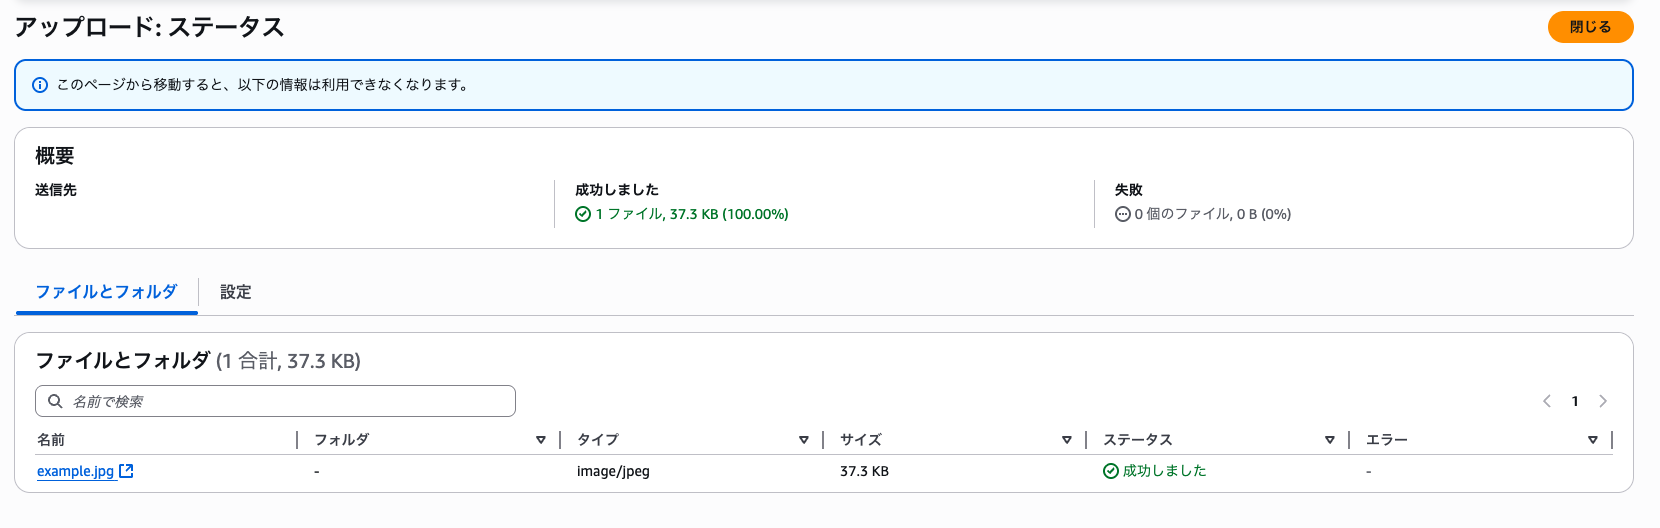 アップロード: ステータス
閉じる
このページから移動すると、以下の情報は利用できなくなります。
概要
送信先
成功しました
1 ファイル, 37.3 KB (100.00%)
失敗
0 個のファイル, 0 B (0%)
ファイルとフォルダ
設定
ファイルとフォルダ (1 合計, 37.3 KB)
名前で検索
1
名前 フォルダ タイプ サイズ ステータス エラー
example.jpg - image/jpeg 37.3 KB 成功しました -